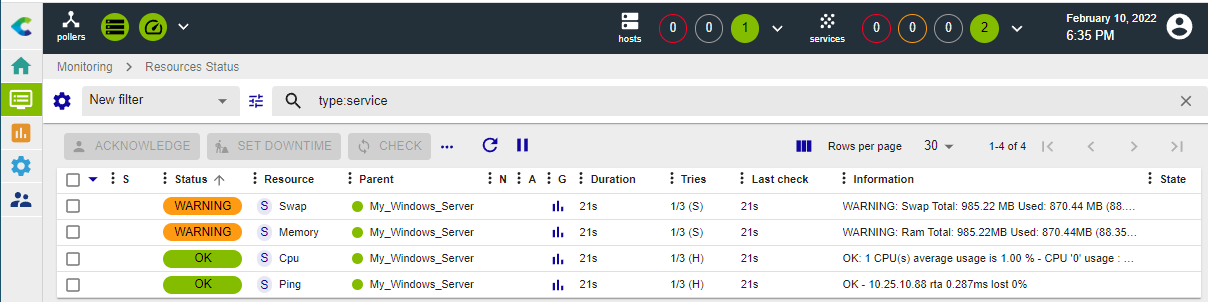 pollers
hosts 0 0 1
services 0 0 0 2
February 10, 2022
6:35 PM
Monitoring > Resources Status
New filter
type:service
ACKNOWLEDGE SET DOWNTIME CHECK ... Rows per page 30 1-4 of 4
S Status Resource Parent N A G Duration Tries Last check Information State
WARNING S Swap My_Windows_Server 21s 1/3 (S) 21s WARNING: Swap Total: 985.22 MB Used: 870.44 MB (88....
WARNING S Memory My_Windows_Server 21s 1/3 (S) 21s WARNING: Ram Total: 985.22MB Used: 870.44MB (88.35...
OK S Cpu My_Windows_Server 21s 1/3 (H) 21s OK: 1 CPU(s) average usage is 1.00 % - CPU '0' usage : ...
OK S Ping My_Windows_Server 21s 1/3 (H) 21s OK - 10.25.10.88 rta 0.287ms lost 0%